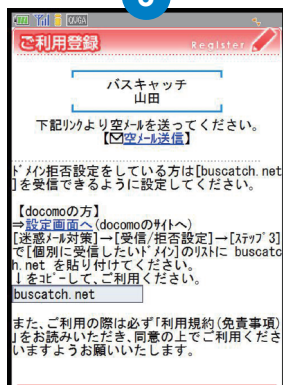 ご利用登録
Register
バスキャッチ
山田
下記リンクより空メールを送ってください。
【空メール送信】
ドメイン拒否設定をしている方は[buscatch.net
]を受信できるように設定してください。
【docomoの方】
⇒設定画面へ(docomoのサイトへ)
[迷惑メール対策]→[受信/拒否設定]→[ステップ3]
で[個別に受信したいドメイン]のリストに buscatc
h.net を貼り付けてください。
↓をコピーして、ご利用ください。
buscatch.net
また、ご利用の際は必ず「利用規約(免責事項)
」をお読みいただき、同意の上でご利用くださ
いますようお願いいたします。